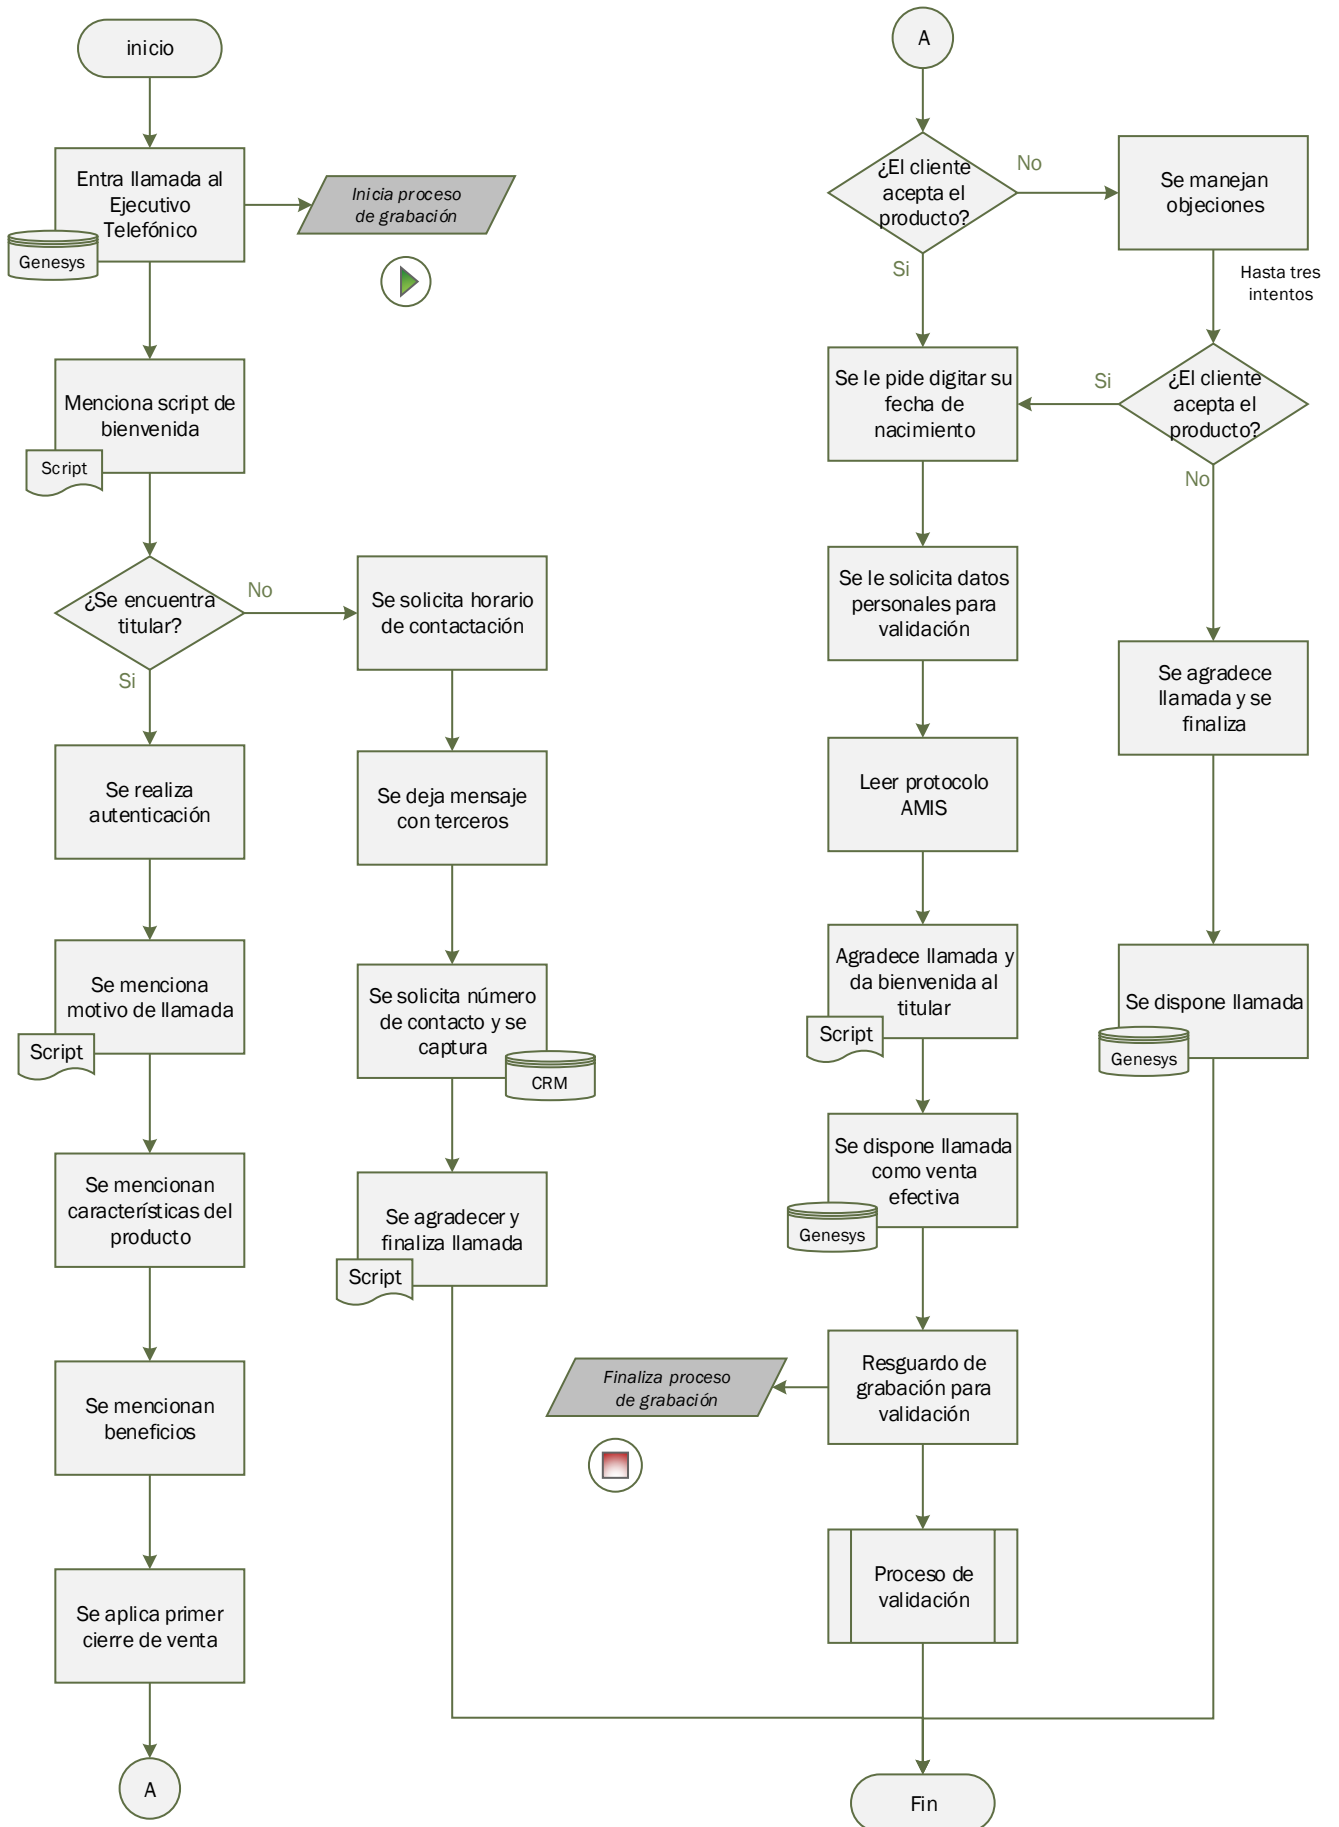 inicio
Entra llamada al
Ejecutivo
Telefónico
Genesys
Inicia proceso
de grabación
Menciona script de
bienvenida
Script
¿Se encuentra
titular?
No
Si
Se solicita horario
de contactación
Se realiza
autenticación
Se deja mensaje
con terceros
Se menciona
motivo de llamada
Script
Se solicita número
de contacto y se
captura
CRM
Se mencionan
características del
producto
Se agradecer y
finaliza llamada
Script
Se mencionan
beneficios
Se aplica primer
cierre de venta
A
A
¿El cliente
acepta el
producto?
No
Si
Se manejan
objeciones
Hasta tres
intentos
¿El cliente
acepta el
producto?
Si
No
Se le pide digitar su
fecha de
nacimiento
Se le solicita datos
personales para
validación
Se agradece
llamada y se
finaliza
Leer protocolo
AMIS
Agradece llamada y
da bienvenida al
titular
Script
Se dispone llamada
Genesys
Se dispone llamada
como venta
efectiva
Genesys
Resguardo de
grabación para
validación
Finaliza proceso
de grabación
Proceso de
validación
Fin